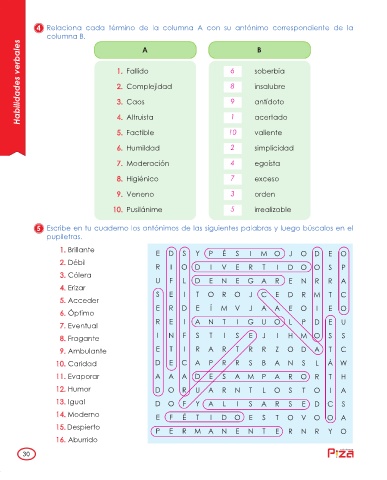 4 Relaciona cada término de la columna A con su antónimo correspondiente de la
columna B.
Habilidades verbales
A B
1. Fallido 6 soberbia
2. Complejidad 8 insalubre
3. Caos 9 antídoto
4. Altruista 1 acertado
5. Factible 10 valiente
6. Humildad 2 simplicidad
7. Moderación 4 egoísta
8. Higiénico 7 exceso
9. Veneno 3 orden
10. Pusilánime 5 irrealizable
5 Escribe en tu cuaderno los antónimos de las siguientes palabras y luego búscalos en el
pupiletras.
1. Brillante
2. Débil
3. Cólera
4. Erizar
5. Acceder
6. Óptimo
7. Eventual
8. Fragante
9. Ambulante
10. Caridad
11. Evaporar
12. Humor
13. Igual
14. Moderno
15. Despierto
16. Aburrido
E D S Y P É S I M O J O D E O
R I O D I V E R T I D O O S P
U F L D E N E G A R E N R R A
S E I T O R O J C E D R M T C
E R D E Í M V J A A E O I E O
R E I A N T I G U O L P D E U
I N F S T I S E J I H M O S S
E T I R A R T R R Z O D A T C
D E C A P R R S B A N S L Á W
A A A D E S A M P A R O R T H
D O R U A R N T L O S T O I A
D O F Y A L I S A R S E D C S
E F É T I D O E S T O V O O A
P E R M A N E N T E R N R Y O
30
Pizá